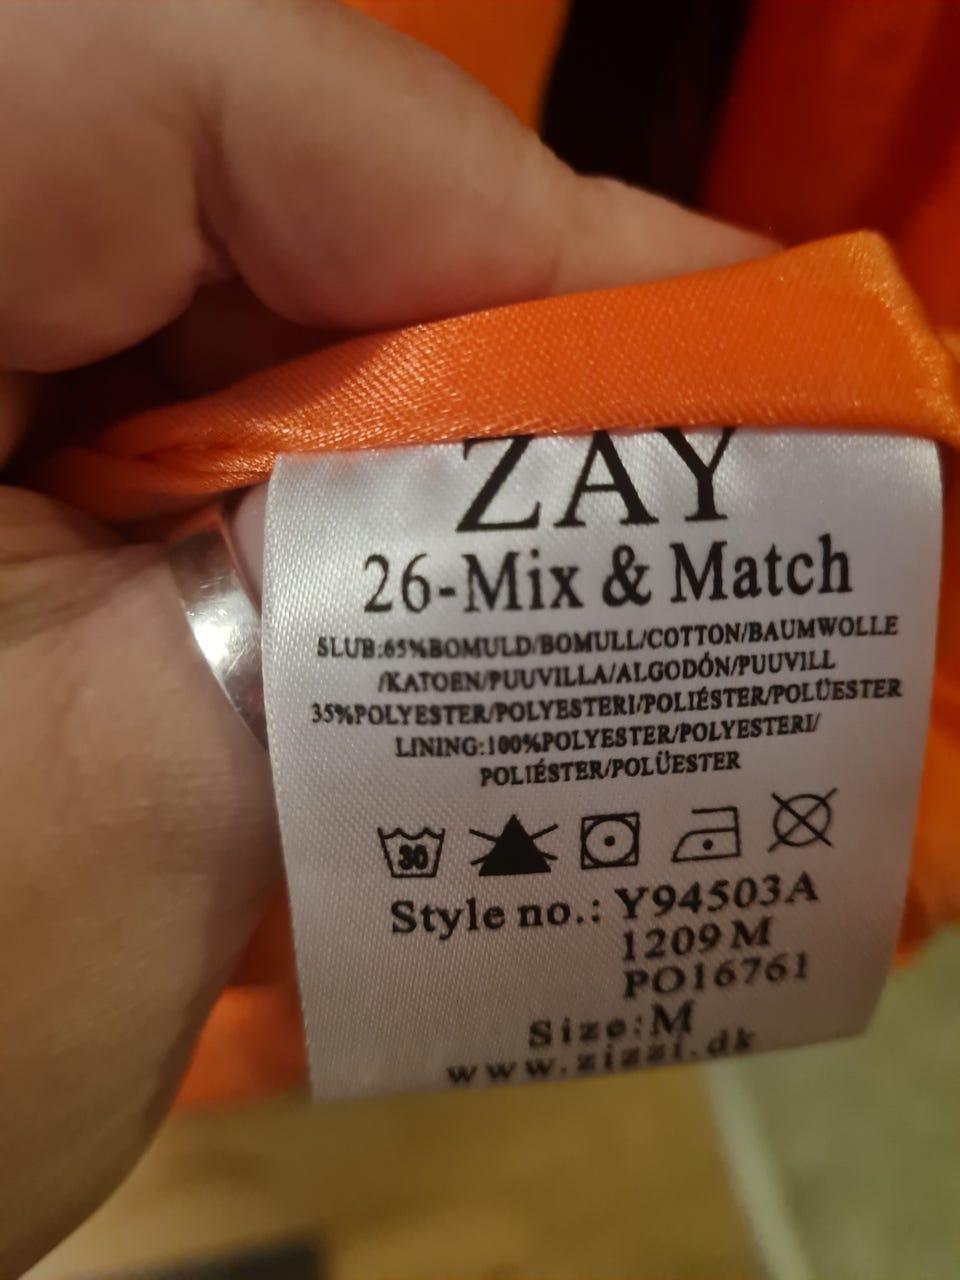 ZAY
26-Mix & Match
SLUB:65%BOMULD/BOMULL/COTTON/BAUMWOLLE
/KATOEN/PUUVILLA/ALGODÓN/PUUVILL
35%POLYESTER/POLYESTERI/POLIÉSTER/POLÜESTER
LINING:100%POLYESTER/POLYESTERI/
POLIÉSTER/POLÜESTER
30
Style no.: Y94503A
1209 M
PO16761
Size:M
www.zizzi.dk